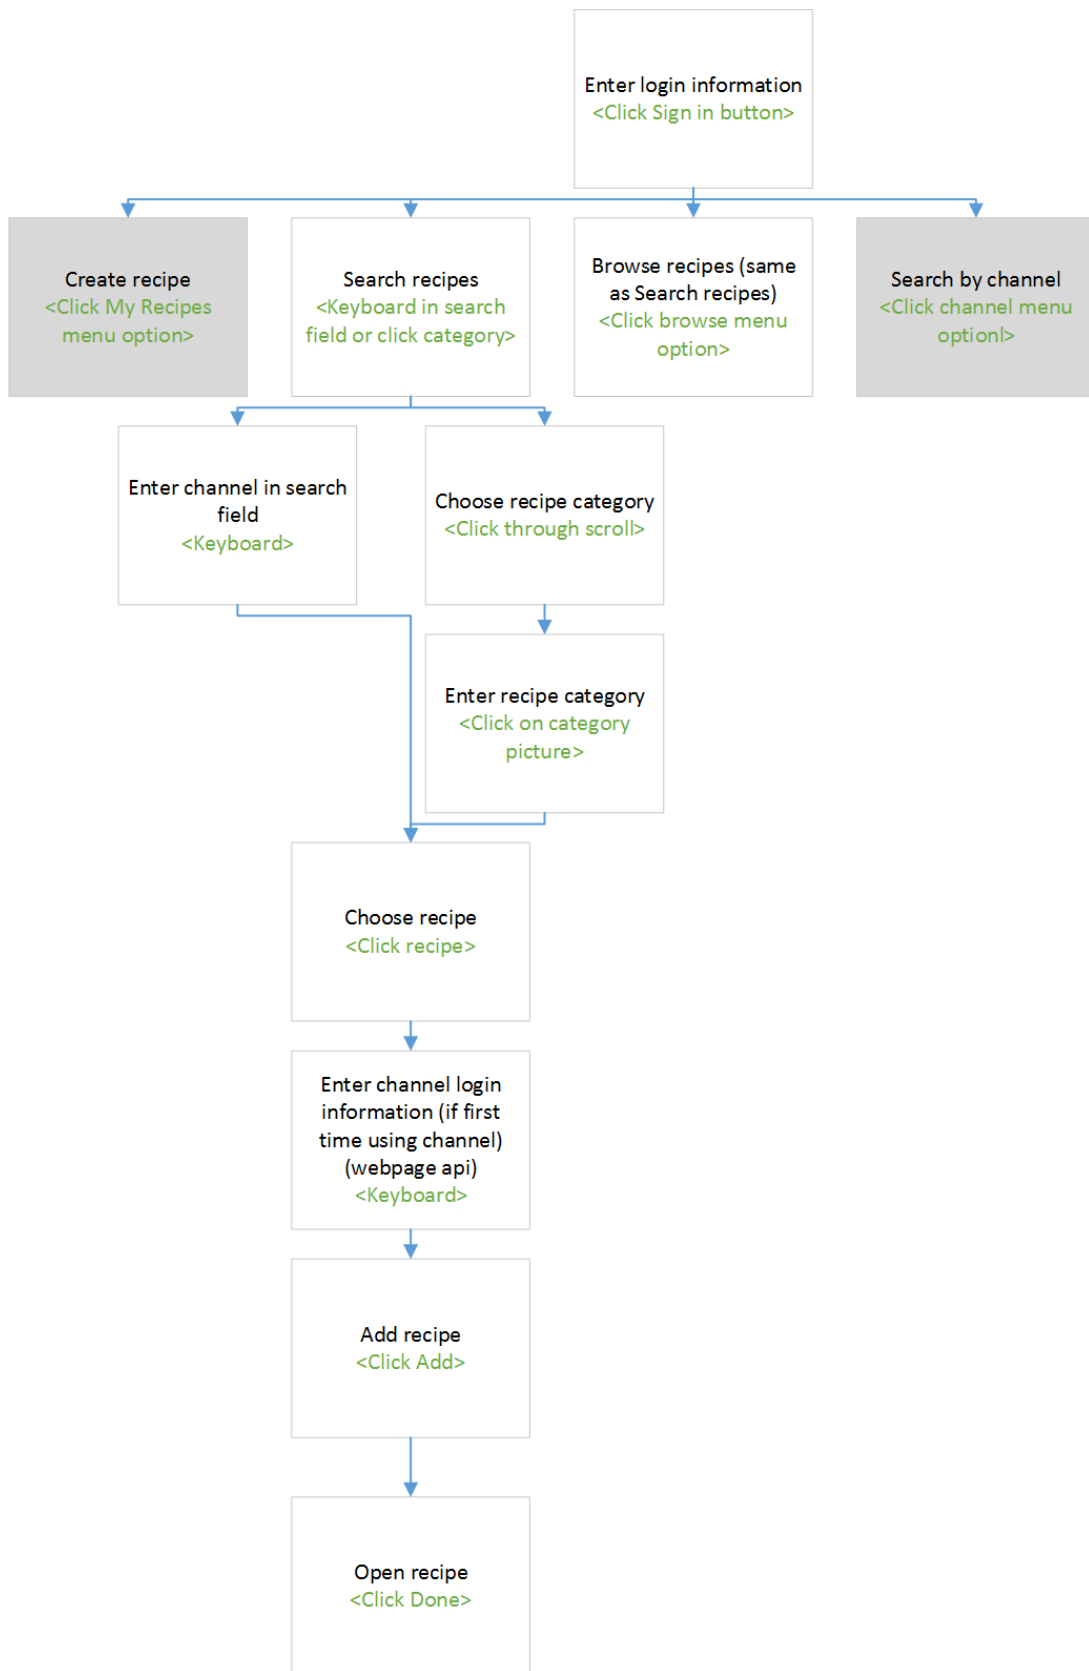 Enter login information
<Click Sign in button>
Create recipe
<Click My Recipes
menu option>
Search recipes
<Keyboard in search
field or click category>
Browse recipes (same
as Search recipes)
<Click browse menu
option>
Search by channel
<Click channel menu
optionl>
Enter channel in search
field
<Keyboard>
Choose recipe category
<Click through scroll>
Enter recipe category
<Click on category
picture>
Choose recipe
<Click recipe>
Enter channel login
information (if first
time using channel)
(webpage api)
<Keyboard>
Add recipe
<Click Add>
Open recipe
<Click Done>